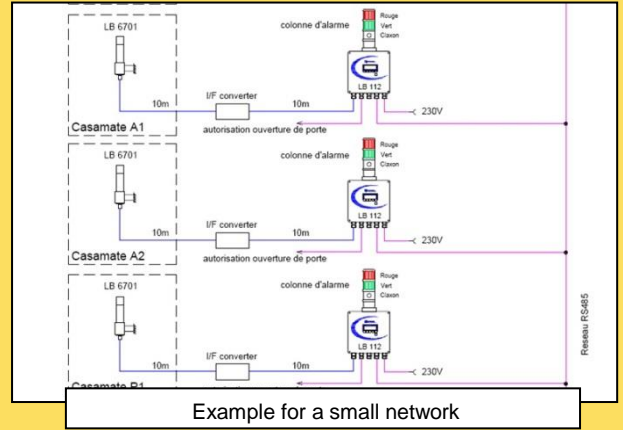 LB 6701
colonne d'alarme
Rouge
Vert
Claxon
LB 112
10m
I/F converter
10m
230V
Casamate A1
autorisation ouverture de porte
LB 6701
colonne d'alarme
Rouge
Vert
Claxon
LB 112
10m
I/F converter
10m
230V
Casamate A2
autorisation ouverture de porte
LB 6701
colonne d'alarme
Rouge
Vert
Claxon
LB 112
10m
I/F converter
10m
230V
Reseau RS485
Example for a small network